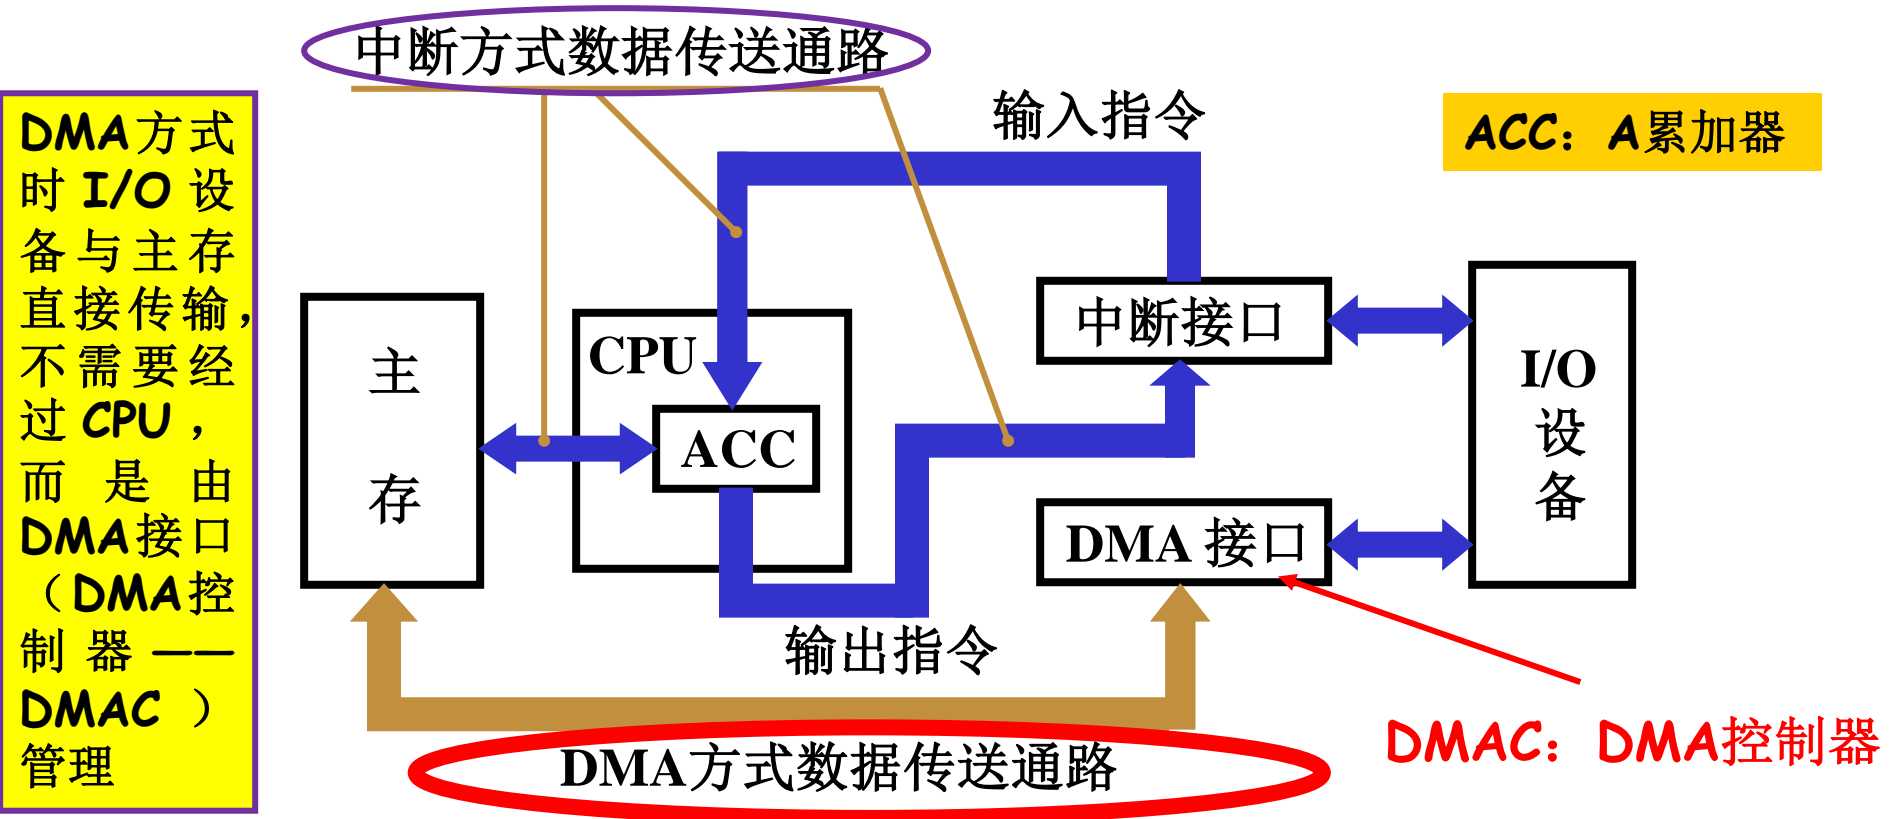 中断方式数据传送通路
DMA方式
时 I/O 设
备与主存
直接传输，
不需要经
过 CPU，
而是由
DMA接口
（DMA控
制器——
DMAC）
管理
输入指令
ACC：A累加器
主
存
CPU
ACC
中断接口
DMA 接口
I/O
设
备
输出指令
DMA方式数据传送通路
DMAC：DMA控制器